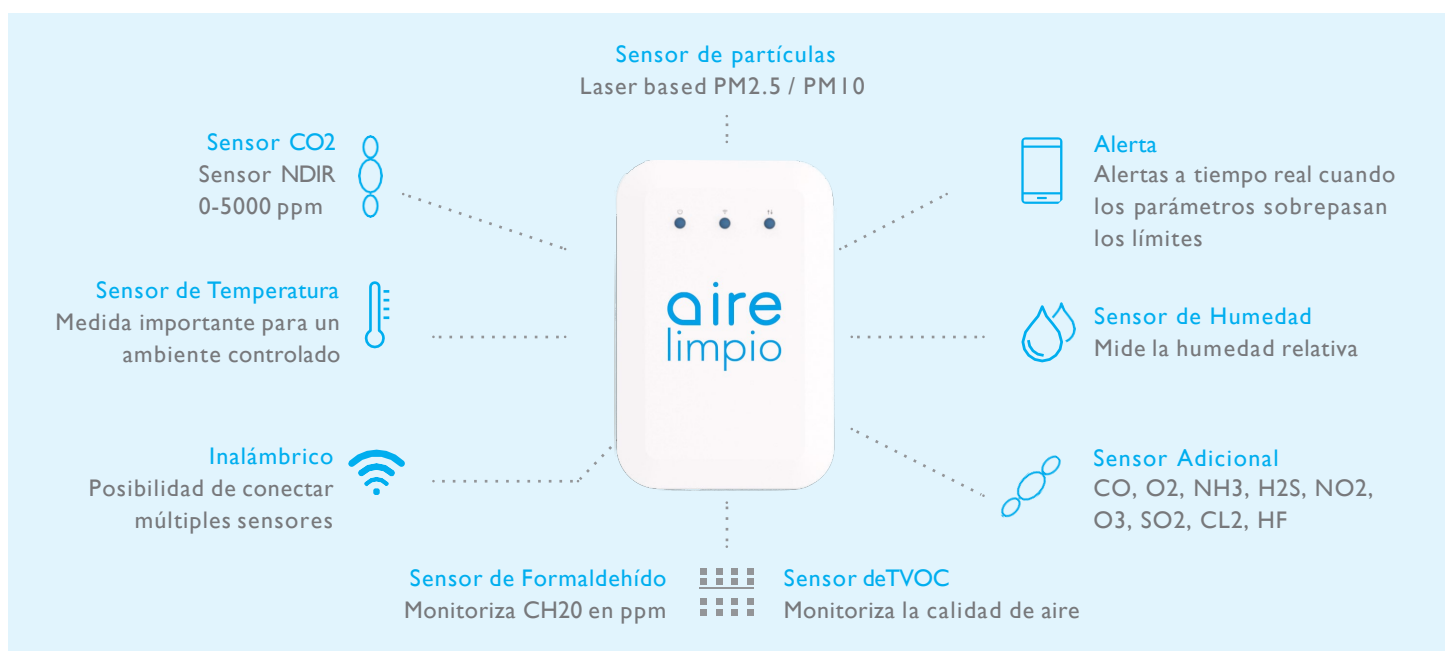 Sensor de partículas
Laser based PM2.5 / PM10
Sensor CO2
Sensor NDIR
0-5000 ppm
Alerta
Alertas a tiempo real cuando
los parámetros sobrepasan
los límites
aire
limpio
Sensor de Temperatura
Medida importante para un
ambiente controlado
Sensor de Humedad
Mide la humedad relativa
Inalámbrico
Posibilidad de conectar
múltiples sensores
Sensor Adicional
CO, O2, NH3, H2S, NO2,
O3, SO2, CL2, HF
Sensor de Formaldehído
Monitoriza CH20 en ppm
Sensor deTVOC
Monitoriza la calidad de aire